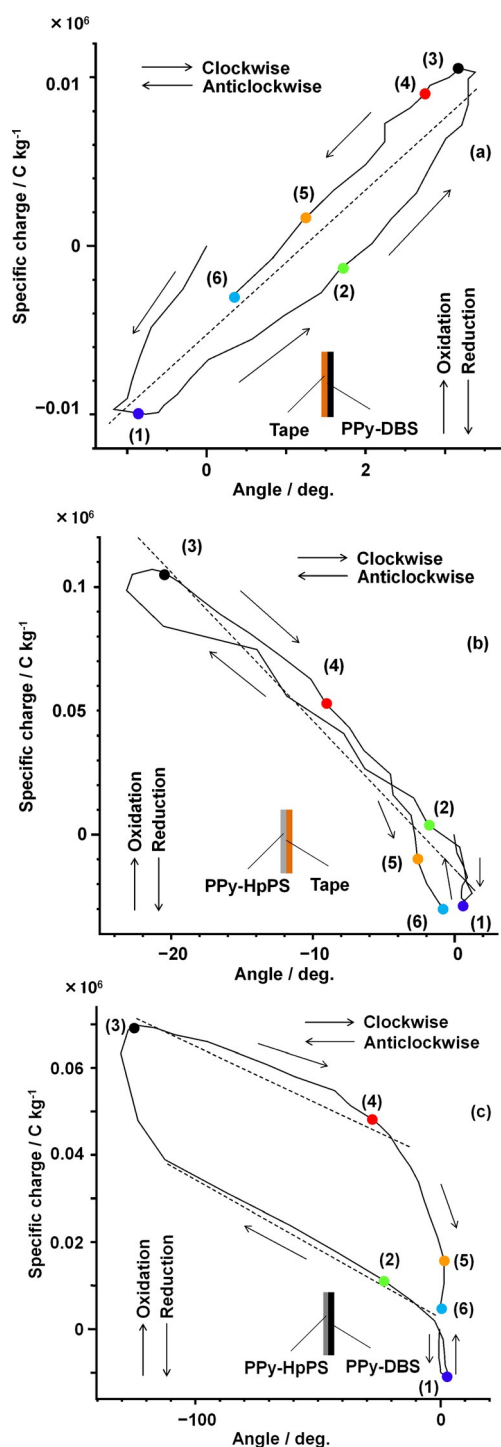 × 10⁶
Clockwise
Anticlockwise
(3)
(4)
0.01
(a)
(5)
0
(6)
(2)
Specific charge / C kg⁻¹
Oxidation
Reduction
−0.01
(1)
Tape
PPy-DBS
0
2
Angle / deg.
× 10⁶
(3)
Clockwise
Anticlockwise
0.1
(b)
(4)
0.05
Specific charge / C kg⁻¹
(2)
0
Oxidation
Reduction
(5)
PPy-HpPS
Tape
(6)
(1)
−20
−10
0
Angle / deg.
× 10⁶
(3)
Clockwise
Anticlockwise
0.06
(4)
(c)
0.04
Specific charge / C kg⁻¹
0.02
(5)
(2)
(6)
0
Oxidation
Reduction
PPy-HpPS
PPy-DBS
(1)
−100
0
Angle / deg.